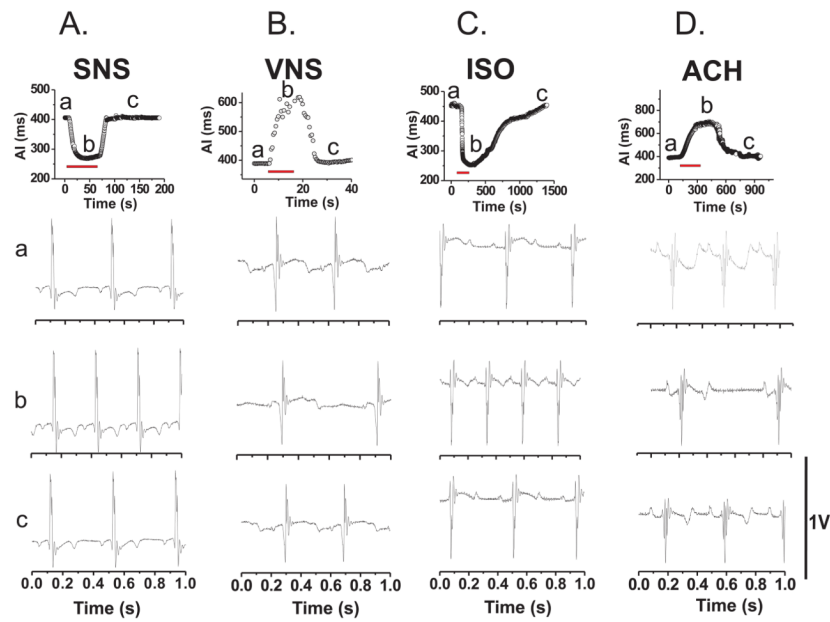 A. B. C. D.
SNS VNS ISO ACH
500
400
300
200
AI (ms)
a
b
c
0 50 100 150 200
Time (s)
600
500
400
AI (ms)
a
b
c
0 20 40
Time (s)
500
400
300
200
AI (ms)
a
b
c
0 500 1000 1500
Time (s)
800
600
400
200
AI (ms)
a
b
c
0 300 600 900
Time (s)
a
b
c
0.0 0.2 0.4 0.6 0.8 1.0
Time (s)
0.0 0.2 0.4 0.6 0.8 1.0
Time (s)
0.0 0.2 0.4 0.6 0.8 1.0
Time (s)
0.0 0.2 0.4 0.6 0.8 1.0
Time (s)
1V